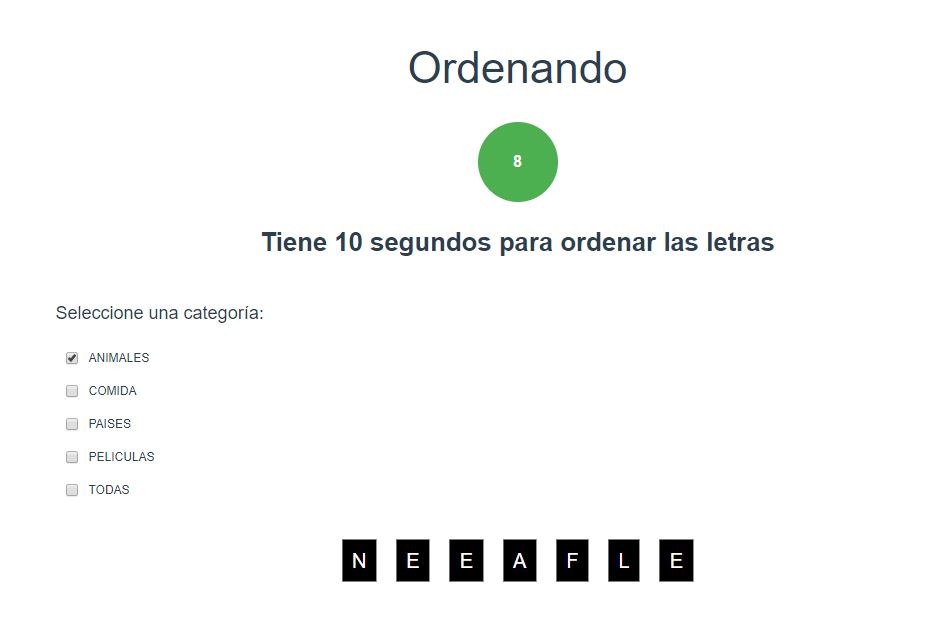 Ordenando
8
Tiene 10 segundos para ordenar las letras
Seleccione una categoría:
ANIMALES
COMIDA
PAISES
PELICULAS
TODAS
N E E A F L E